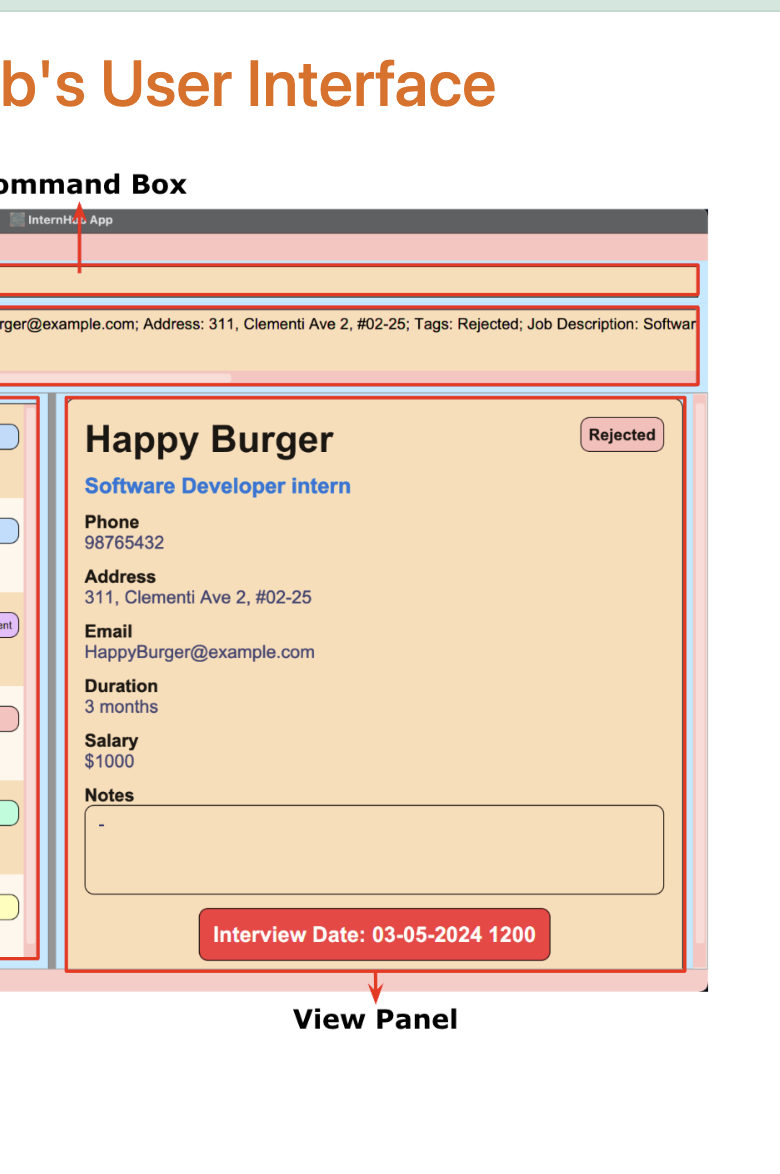 b's User Interface
ommand Box
InternHub App
rger@example.com; Address: 311, Clementi Ave 2, #02-25; Tags: Rejected; Job Description: Softwar
Happy Burger
Rejected
Software Developer intern
Phone
98765432
Address
311, Clementi Ave 2, #02-25
Email
HappyBurger@example.com
ent
Duration
3 months
Salary
$1000
Notes
-
Interview Date: 03-05-2024 1200
View Panel